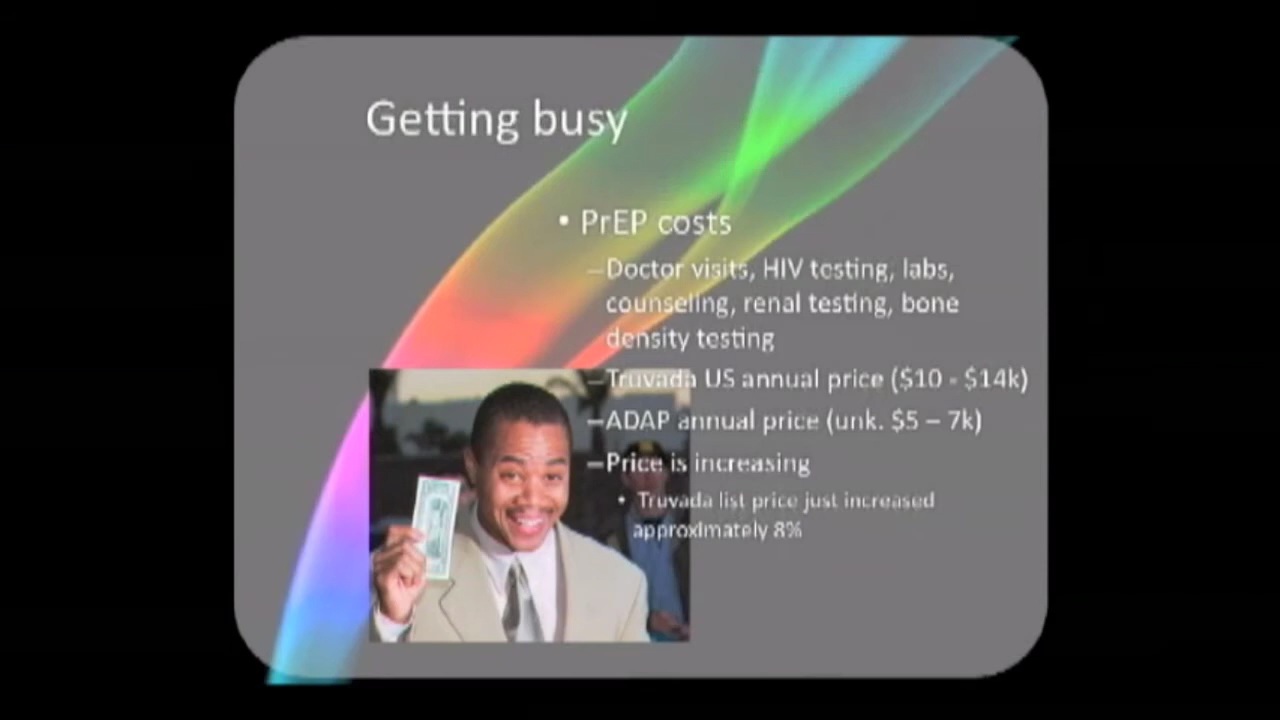 Getting busy
• PrEP costs
–Doctor visits, HIV testing, labs,
counseling, renal testing, bone
density testing
–Truvada US annual price ($10 - $14k)
–ADAP annual price (unk. $5 – 7k)
–Price is increasing
• Truvada list price just increased
approximately 8%